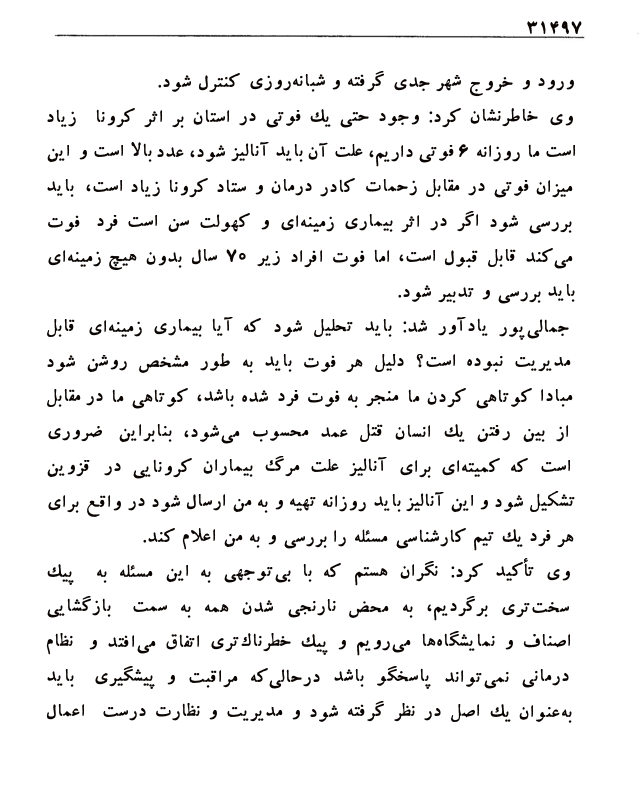 ۳۱۴۹۷
ورود و خروج شهر جدی گرفته و شبانه‌روزی کنترل شود.
وی خاطرنشان کرد: وجود حتی یك فوتی در استان بر اثر کرونا زیاد
است ما روزانه ۶ فوتی داریم، علت آن باید آنالیز شود، عدد بالا است و این
میزان فوتی در مقابل زحمات کادر درمان و ستاد کرونا زیاد است، باید
بررسی شود اگر در اثر بیماری زمینه‌ای و کهولت سن است فرد فوت
می‌کند قابل قبول است، اما فوت افراد زیر ۷۰ سال بدون هیچ زمینه‌ای
باید بررسی و تدبیر شود.
جمالی‌پور یادآور شد: باید تحلیل شود که آیا بیماری زمینه‌ای قابل
مدیریت نبوده است؟ دلیل هر فوت باید به طور مشخص روشن شود
مبادا کوتاهی کردن ما منجر به فوت فرد شده باشد، کوتاهی ما در مقابل
از بین رفتن یك انسان قتل عمد محسوب می‌شود، بنابراین ضروری
است که کمیته‌ای برای آنالیز علت مرگ بیماران کرونایی در قزوین
تشکیل شود و این آنالیز باید روزانه تهیه و به من ارسال شود در واقع برای
هر فرد یك تیم کارشناسی مسئله را بررسی و به من اعلام کند.
وی تأکید کرد: نگران هستم که با بی‌توجهی به این مسئله به پیك
سخت‌تری برگردیم، به محض نارنجی شدن همه به سمت بازگشایی
اصناف و نمایشگاه‌ها می‌رویم و پیك خطرناك‌تری اتفاق می‌افتد و نظام
درمانی نمی‌تواند پاسخگو باشد درحالی‌که مراقبت و پیشگیری باید
به‌عنوان یك اصل در نظر گرفته شود و مدیریت و نظارت درست اعمال